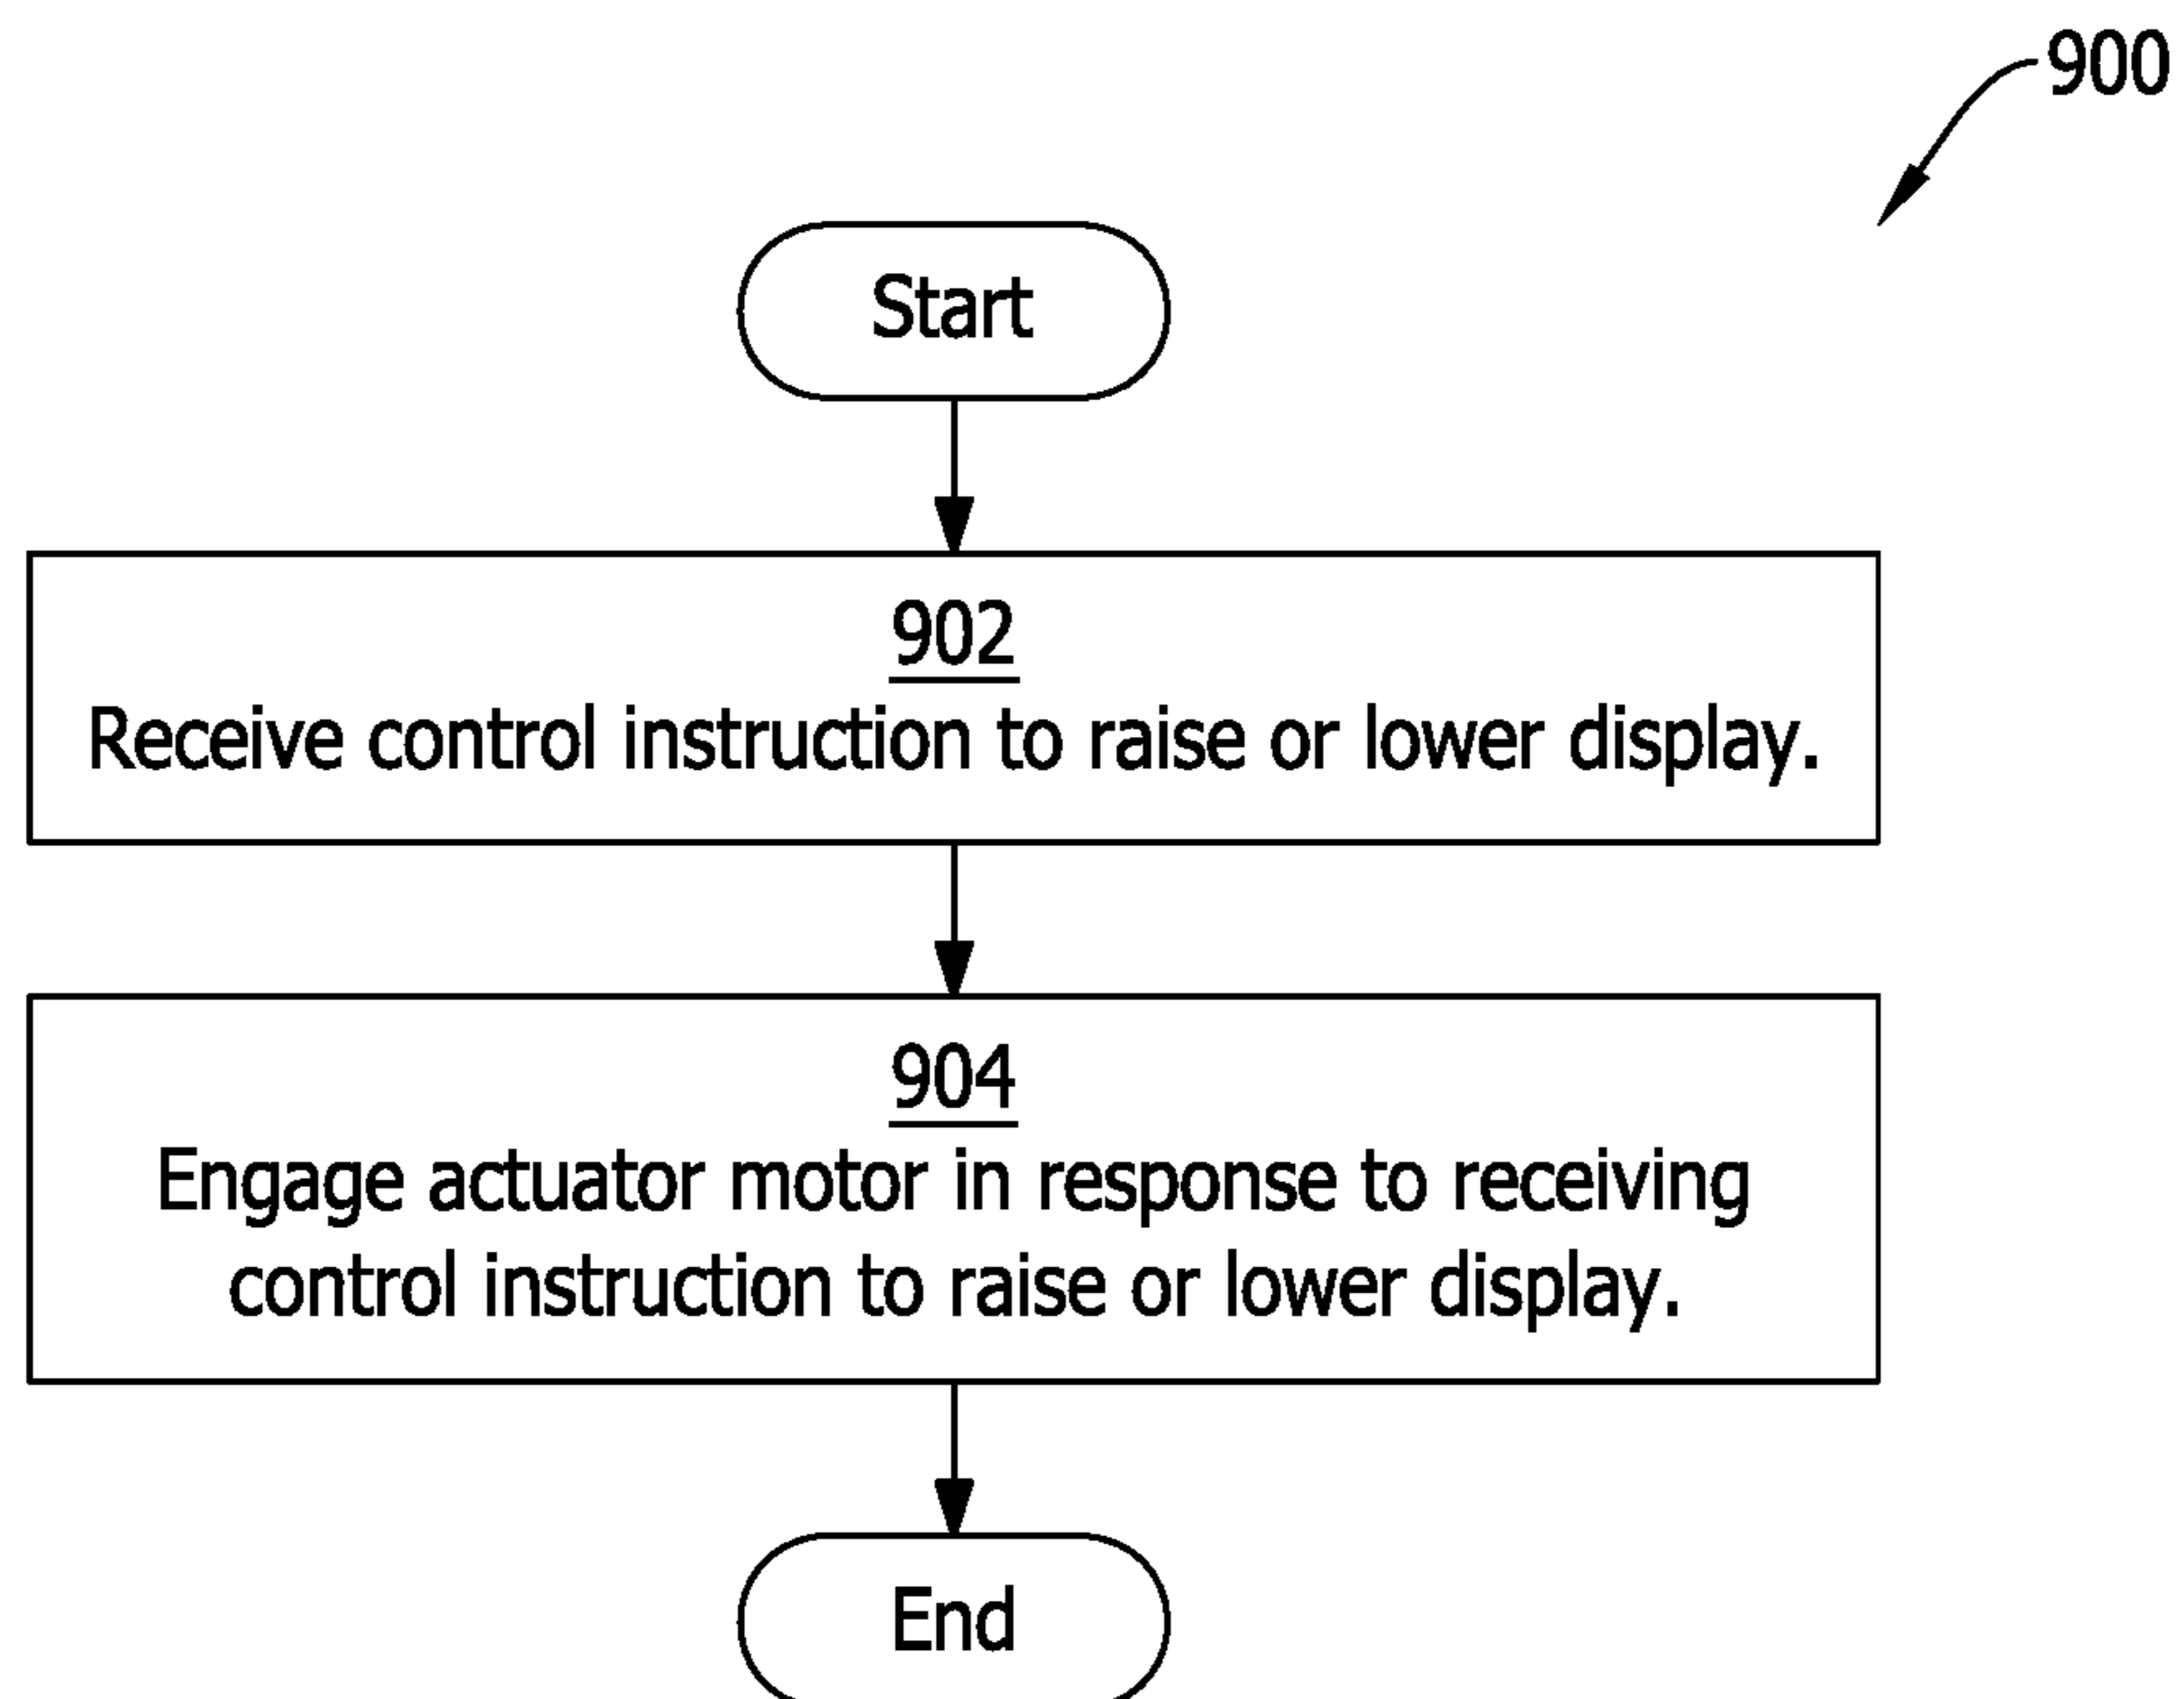 900
Start
902
Receive control instruction to raise or lower display.
904
Engage actuator motor in response to receiving
control instruction to raise or lower display.
End